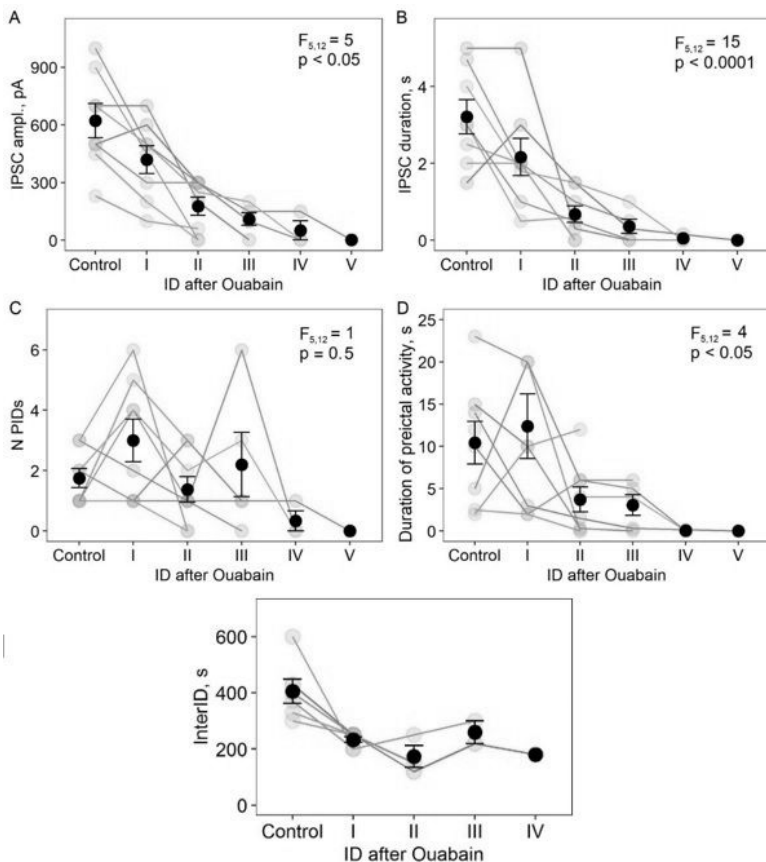 A
F5,12 = 5
p < 0.05
IPSC ampl., pA
900
600
300
0
Control I II III IV V
ID after Ouabain
B
F5,12 = 15
p < 0.0001
IPSC duration, s
4
2
0
Control I II III IV V
ID after Ouabain
C
F5,12 = 1
p = 0.5
N PIDs
6
4
2
0
Control I II III IV V
ID after Ouabain
D
F5,12 = 4
p < 0.05
Duration of preictal activity, s
25
20
15
10
5
0
Control I II III IV V
ID after Ouabain
InterID, s
600
400
200
0
Control I II III IV
ID after Ouabain